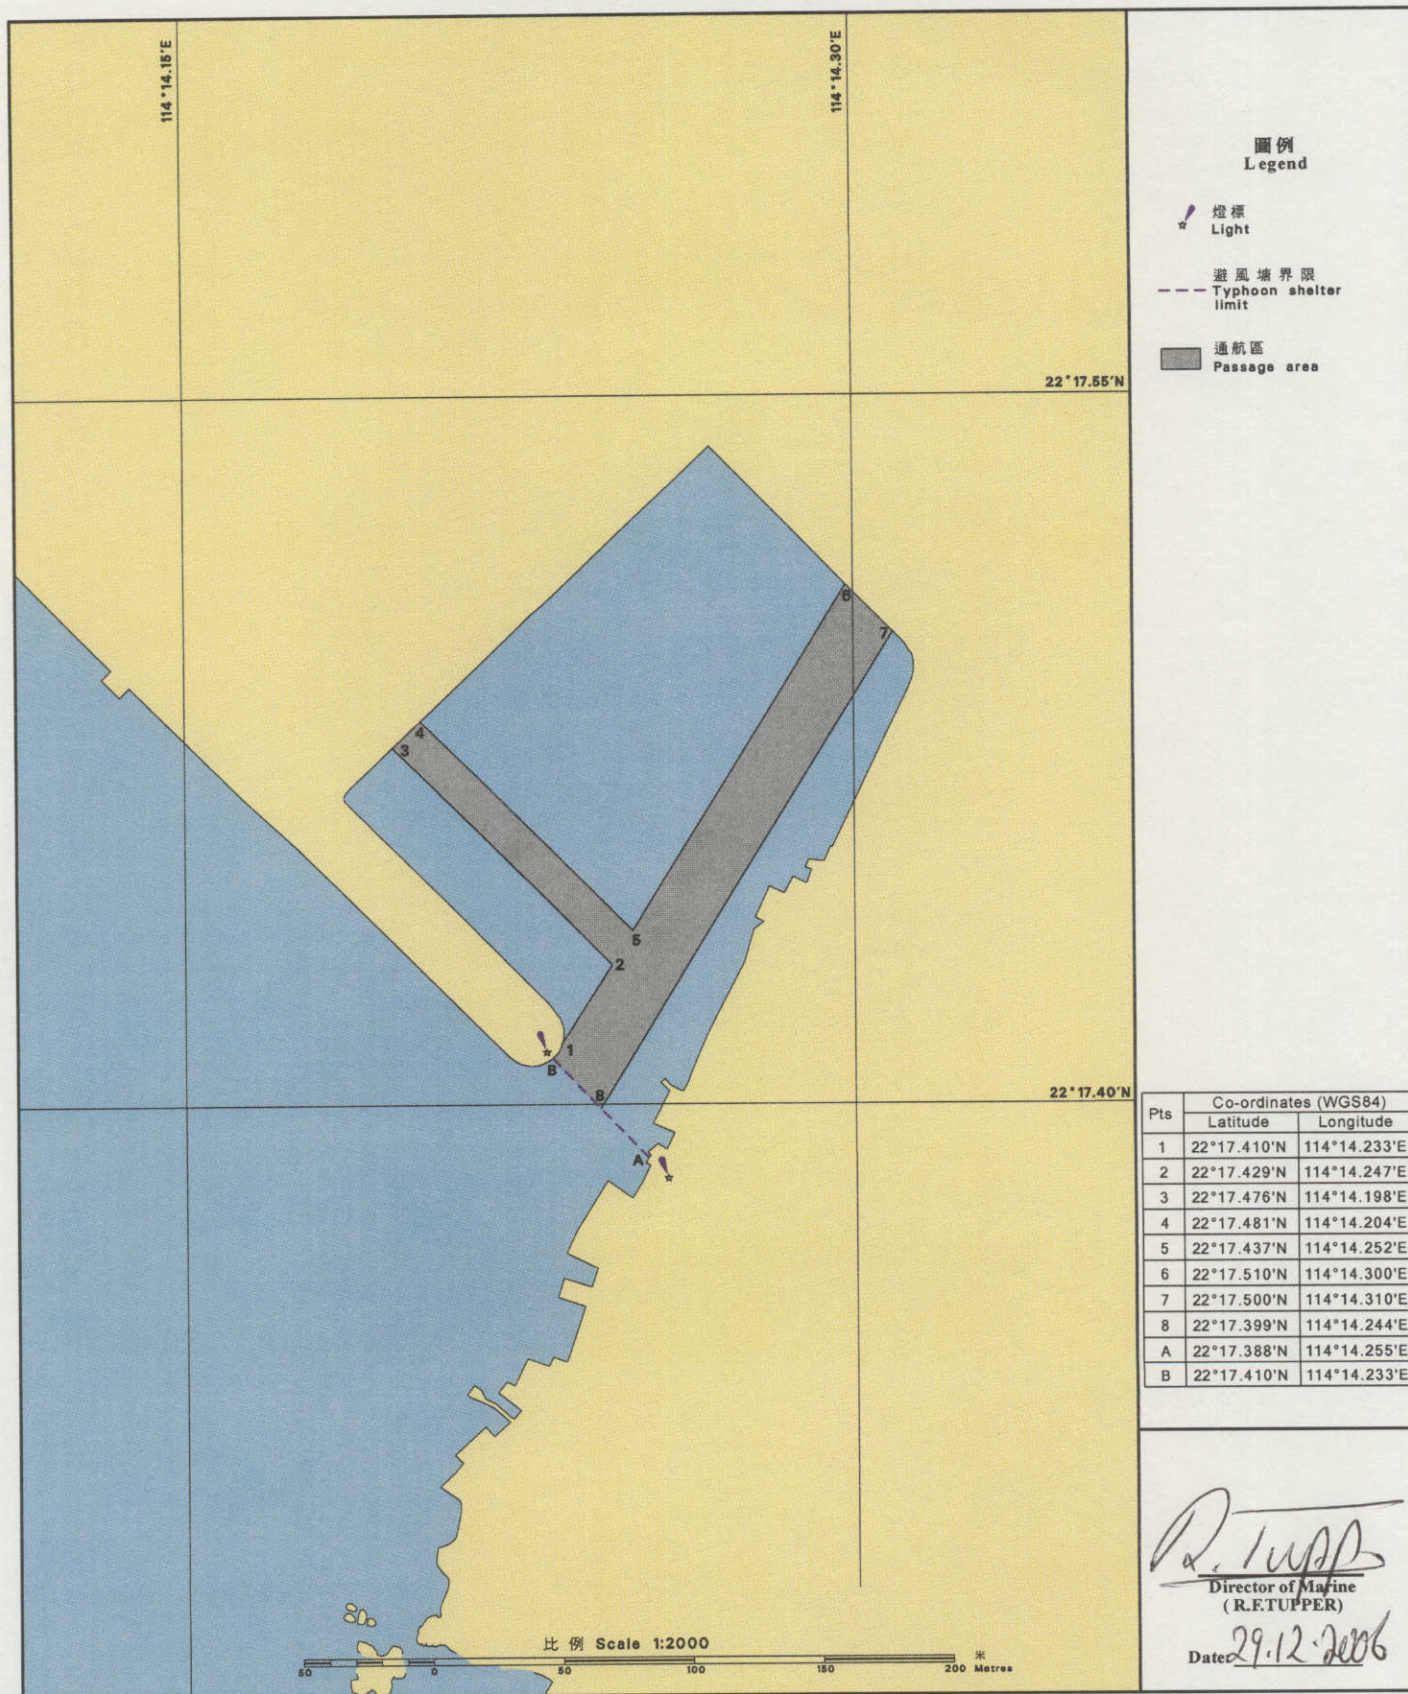 114°14.15'E
114°14.30'E
22°17.55'N
6
7
4
3
5
2
1
B
8
22°17.40'N
A
比例 Scale 1:2000
米
50 0 50 100 150 200 Metres
圖例
Legend
燈標
Light
避風塘界限
Typhoon shelter
limit
通航區
Passage area
Pts Co-ordinates (WGS84)
Latitude Longitude
1 22°17.410'N 114°14.233'E
2 22°17.429'N 114°14.247'E
3 22°17.476'N 114°14.198'E
4 22°17.481'N 114°14.204'E
5 22°17.437'N 114°14.252'E
6 22°17.510'N 114°14.300'E
7 22°17.500'N 114°14.310'E
8 22°17.399'N 114°14.244'E
A 22°17.388'N 114°14.255'E
B 22°17.410'N 114°14.233'E
Director of Marine
(R.F.TUPPER)
Date: 29.12.2006